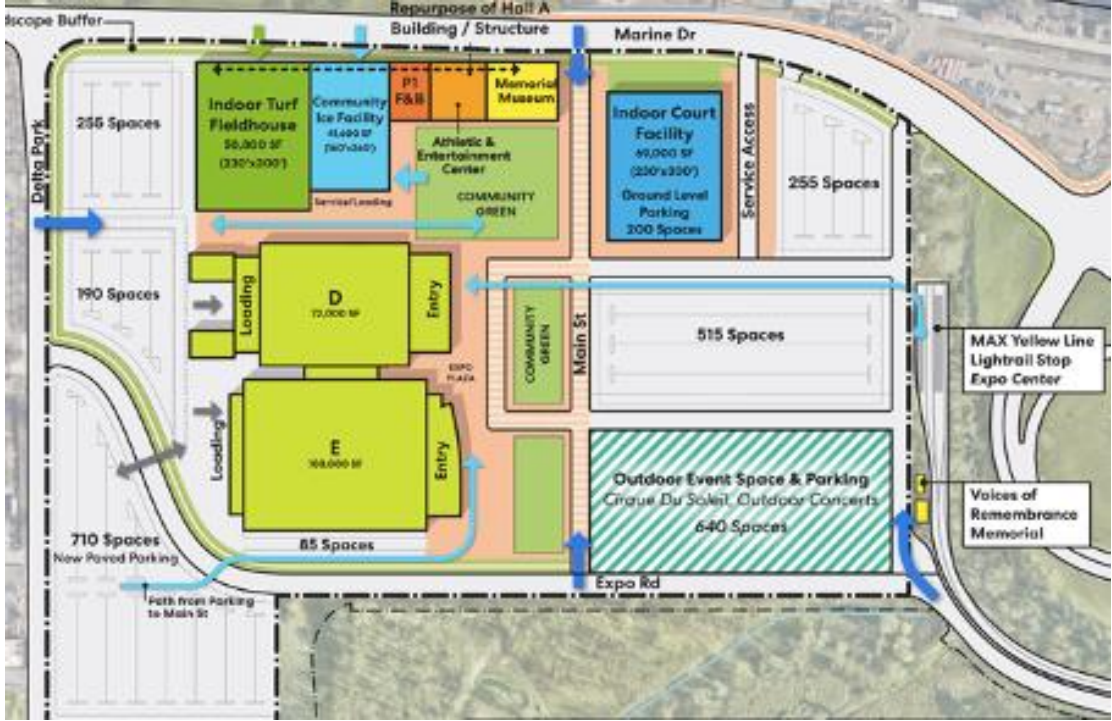 dscape Buffer
Repurpose of Hall A
Building / Structure
Marine Dr
Delta Park
255 Spaces
Indoor Turf
Fieldhouse
(230'x200')
Community
Ice Facility
P1
F&B
Memorial
Museum
Athletic &
Entertainment
Center
COMMUNITY
GREEN
Service/Loading
Indoor Court
Facility
69,000 SF
(230'x300')
Ground Level
Parking
200 Spaces
Service Access
255 Spaces
190 Spaces
Loading
D
72,000 SF
Entry
EXPO
PLAZA
COMMUNITY
GREEN
Main St
515 Spaces
MAX Yellow Line
Lightrail Stop
Expo Center
Loading
E
108,000 SF
Entry
85 Spaces
Outdoor Event Space & Parking
Cirque Du Soleil, Outdoor Concerts
640 Spaces
Voices of
Remembrance
Memorial
710 Spaces
New Paved Parking
Path from Parking
to Main St
Expo Rd